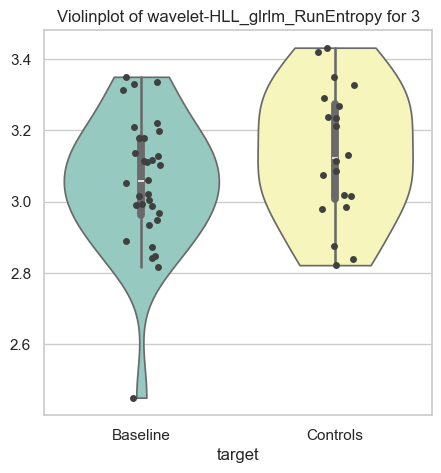 Violinplot of wavelet-HLL_glrlm_RunEntropy for 3
3.4
3.2
3.0
2.8
2.6
Baseline Controls
target